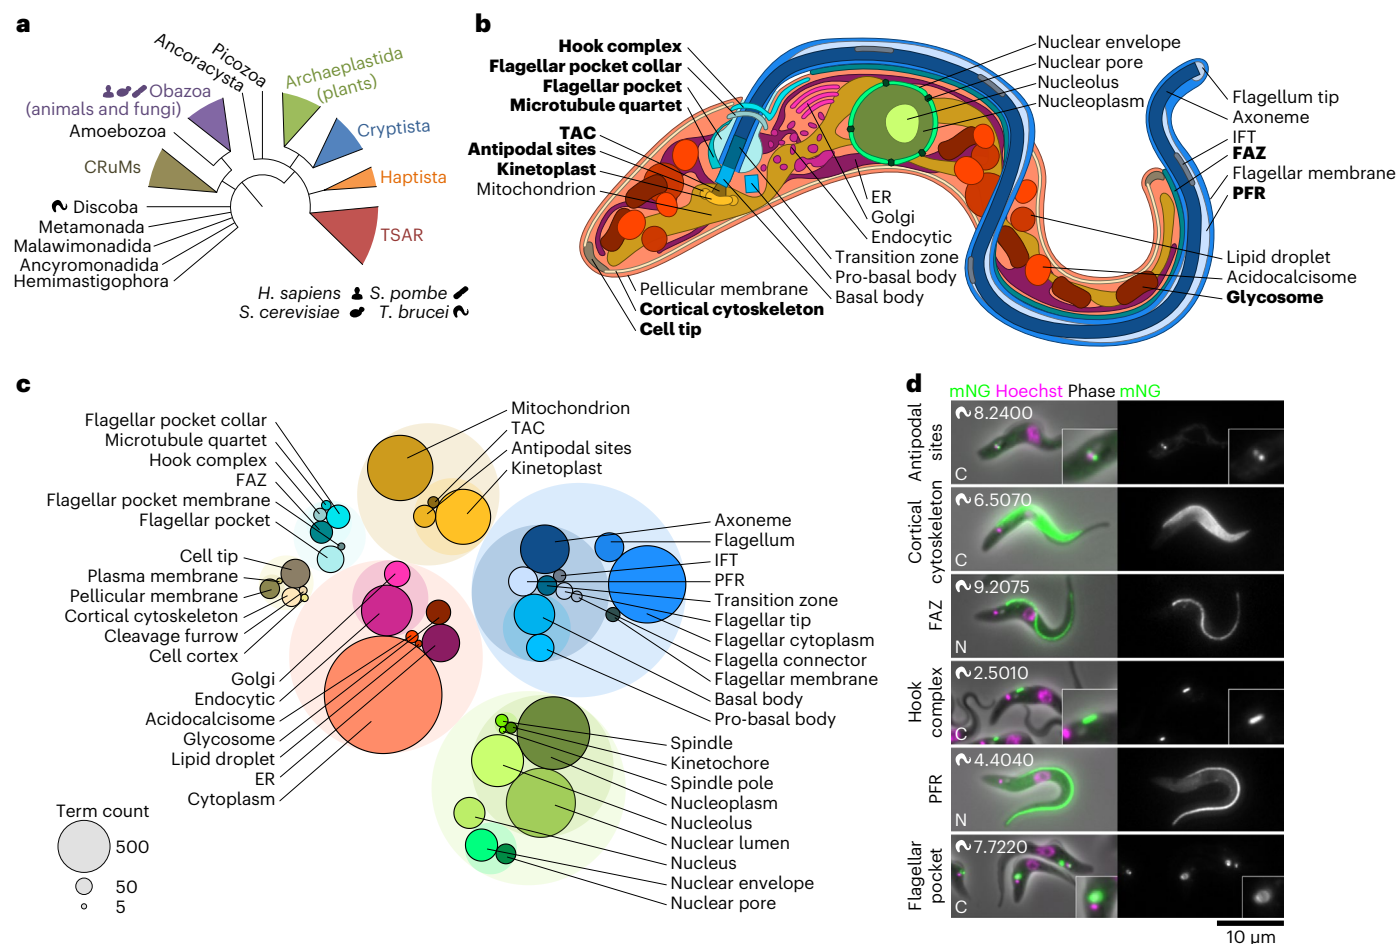 a
Picozoa
Ancoracysta
Archaeplastida
(plants)
Obazoa
(animals and fungi)
Amoebozoa
Cryptista
CRuMs
Haptista
Discoba
Metamonada
TSAR
Malawimonadida
Ancyromonadida
Hemimastigophora
H. sapiens S. pombe
S. cerevisiae T. brucei
b
Hook complex
Flagellar pocket collar
Flagellar pocket
Microtubule quartet
TAC
Antipodal sites
Kinetoplast
Mitochondrion
Nuclear envelope
Nuclear pore
Nucleolus
Nucleoplasm
Flagellum tip
Axoneme
IFT
FAZ
Flagellar membrane
PFR
ER
Golgi
Endocytic
Transition zone
Pro-basal body
Basal body
Lipid droplet
Acidocalcisome
Glycosome
Pellicular membrane
Cortical cytoskeleton
Cell tip
c
Flagellar pocket collar
Microtubule quartet
Hook complex
FAZ
Flagellar pocket membrane
Flagellar pocket
Cell tip
Plasma membrane
Pellicular membrane
Cortical cytoskeleton
Cleavage furrow
Cell cortex
Golgi
Endocytic
Acidocalcisome
Glycosome
Lipid droplet
ER
Cytoplasm
Mitochondrion
TAC
Antipodal sites
Kinetoplast
Axoneme
Flagellum
IFT
PFR
Transition zone
Flagellar tip
Flagellar cytoplasm
Flagella connector
Flagellar membrane
Basal body
Pro-basal body
Spindle
Kinetochore
Spindle pole
Nucleoplasm
Nucleolus
Nuclear lumen
Nucleus
Nuclear envelope
Nuclear pore
Term count
500
50
5
d
mNG Hoechst Phase mNG
Antipodal
sites
8.2400
C
Cortical
cytoskeleton
6.5070
C
FAZ
9.2075
N
Hook
complex
2.5010
C
PFR
4.4040
N
Flagellar
pocket
7.7220
C
10 µm